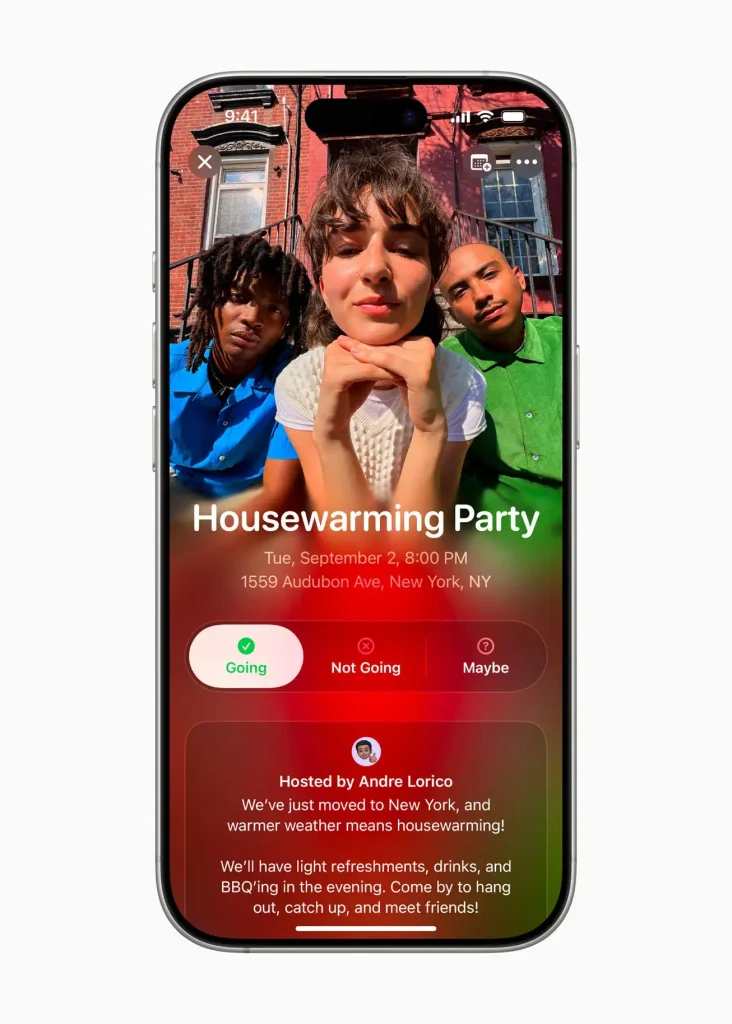 9:41
Housewarming Party
Tue, September 2, 8:00 PM
1559 Audubon Ave, New York, NY
Going
Not Going
Maybe
Hosted by Andre Lorico
We’ve just moved to New York, and
warmer weather means housewarming!
We’ll have light refreshments, drinks, and
BBQ’ing in the evening. Come by to hang
out, catch up, and meet friends!